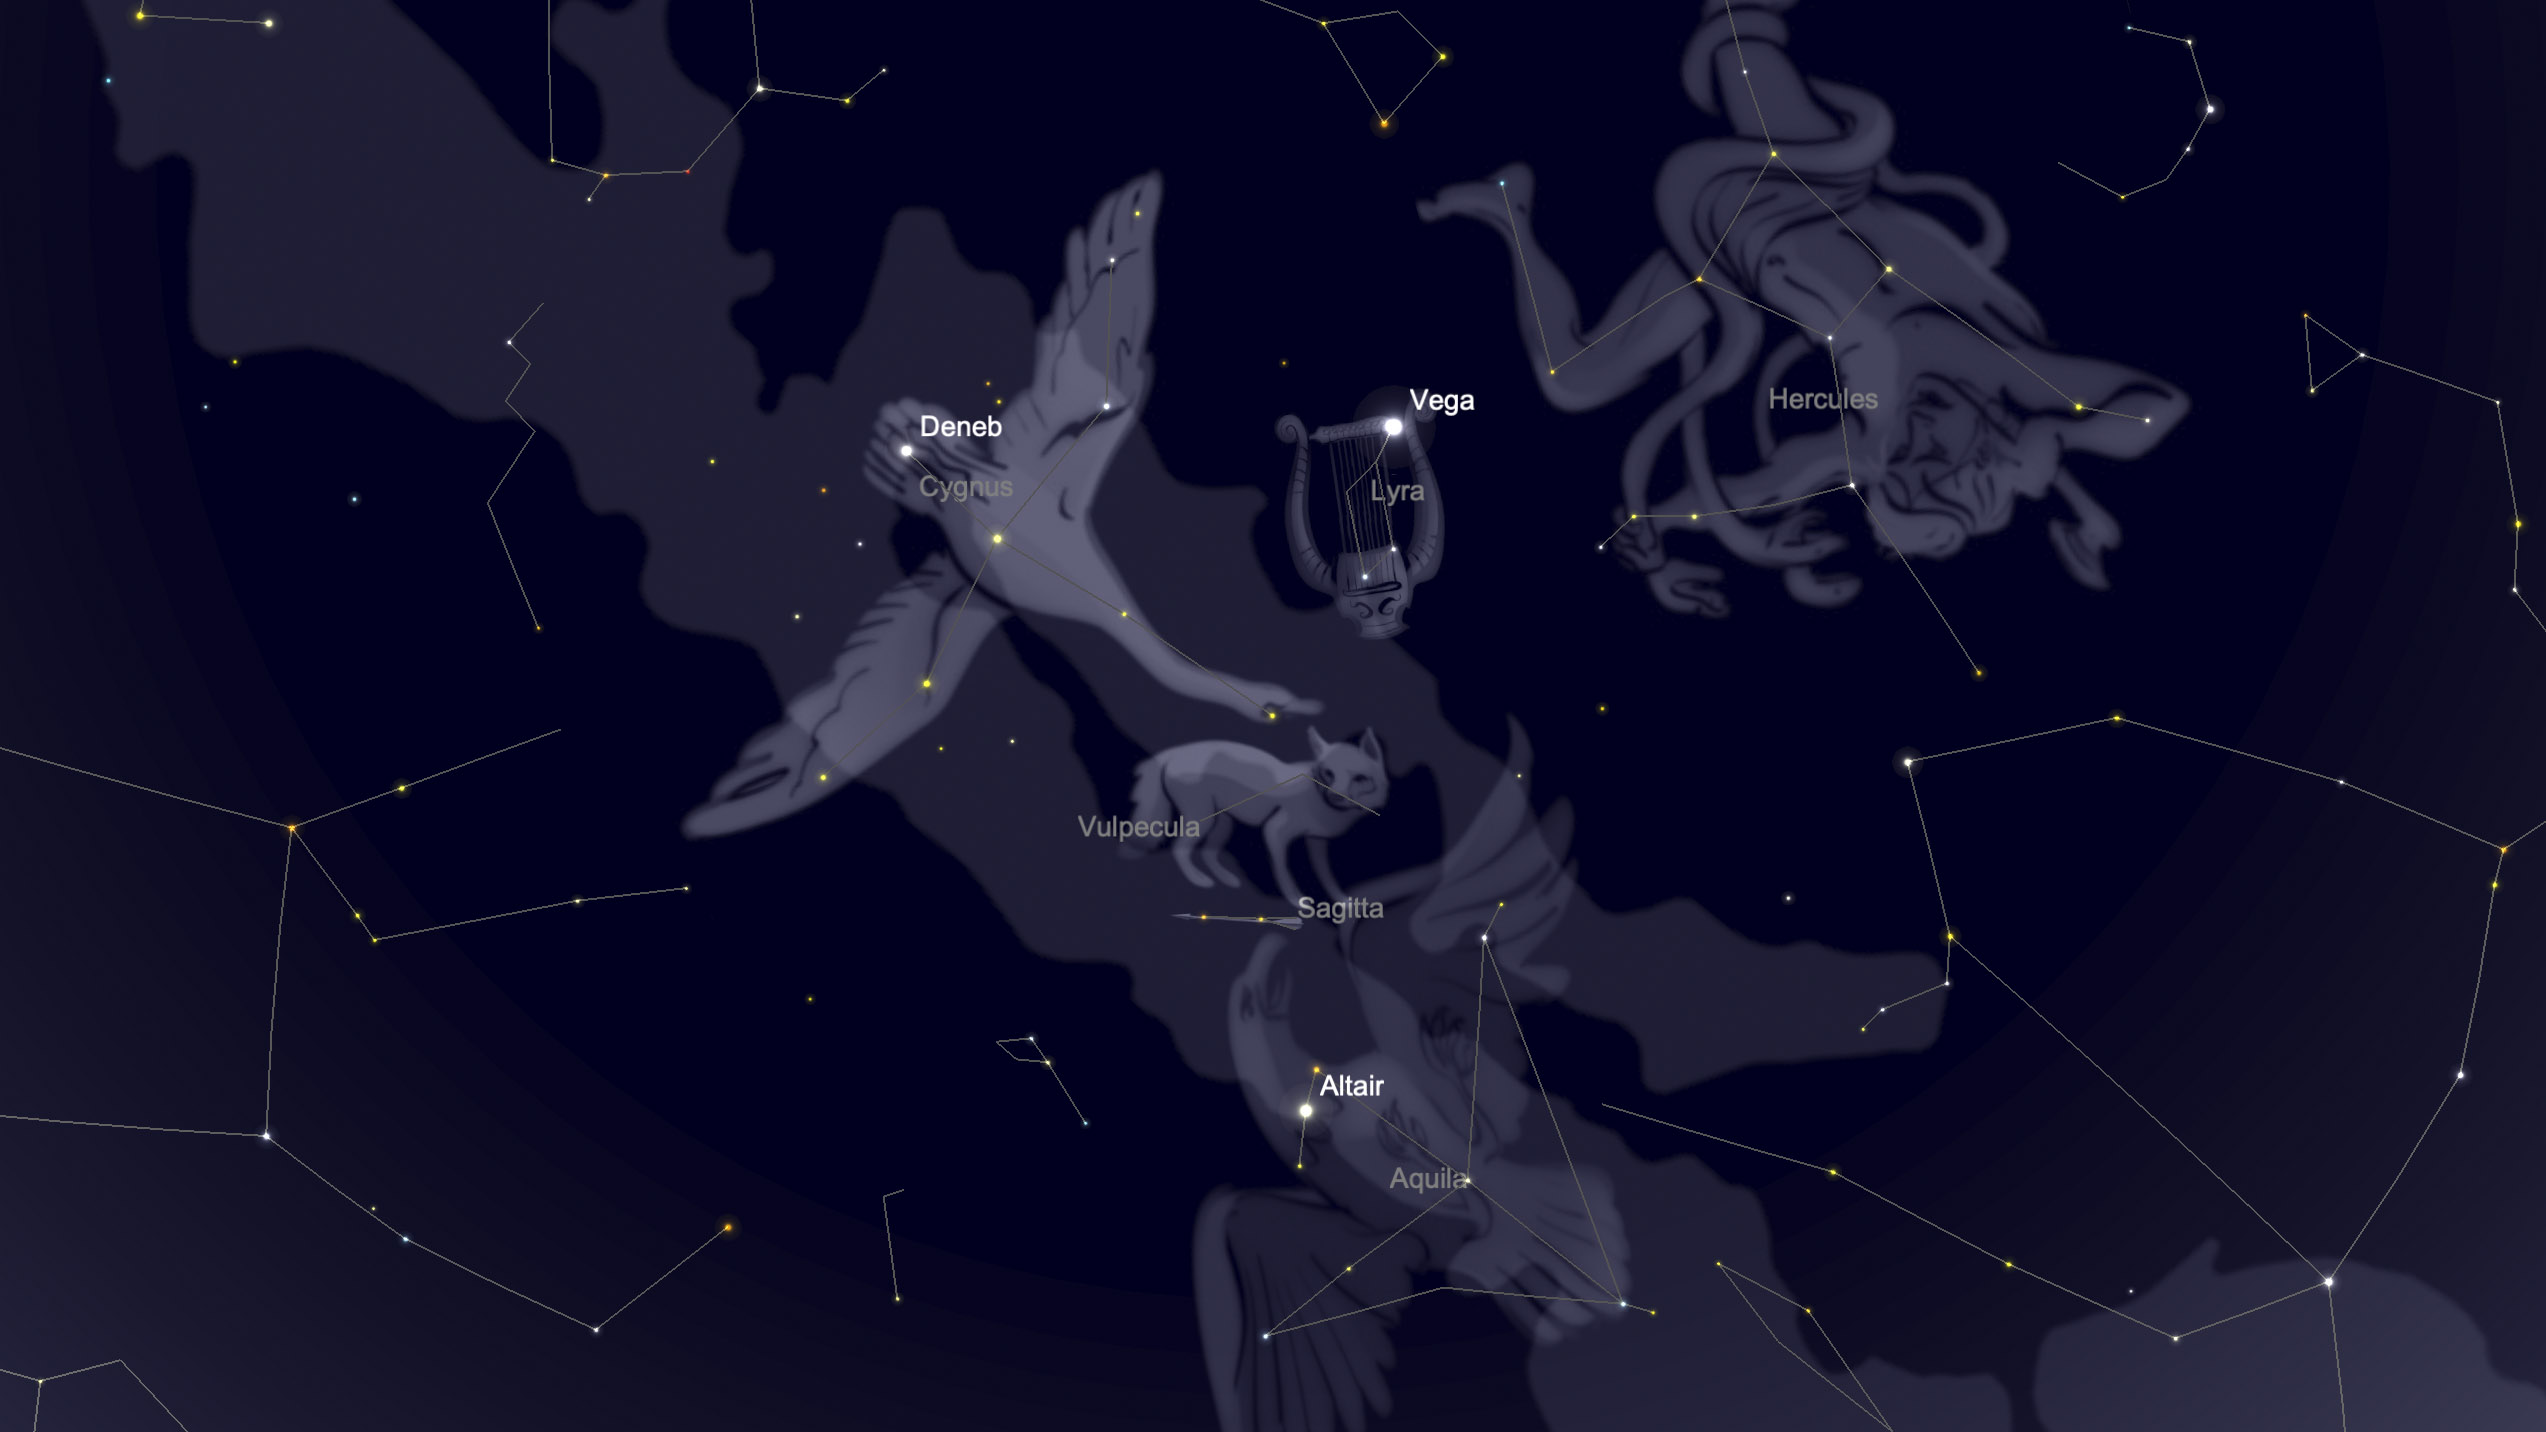 Vega
Hercules
Deneb
Cygnus
Lyra
Vulpecula
Sagitta
Altair
Aquila